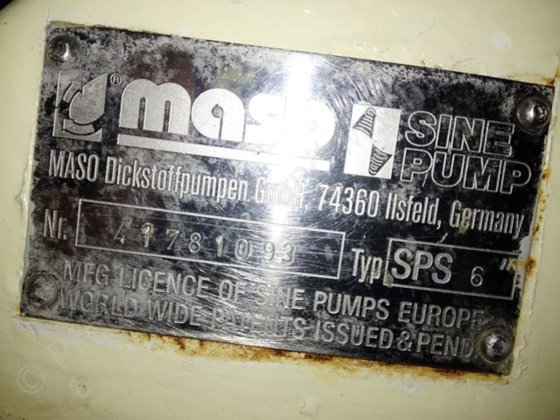 maso ®
SINE
PUMP
MASO Dickstoffpumpen GmbH, 74360 Ilsfeld, Germany
Nr. 41781093 Typ SPS 6"
MFG LICENCE OF SINE PUMPS EUROPE
WORLD-WIDE PATENTS ISSUED & PEND.